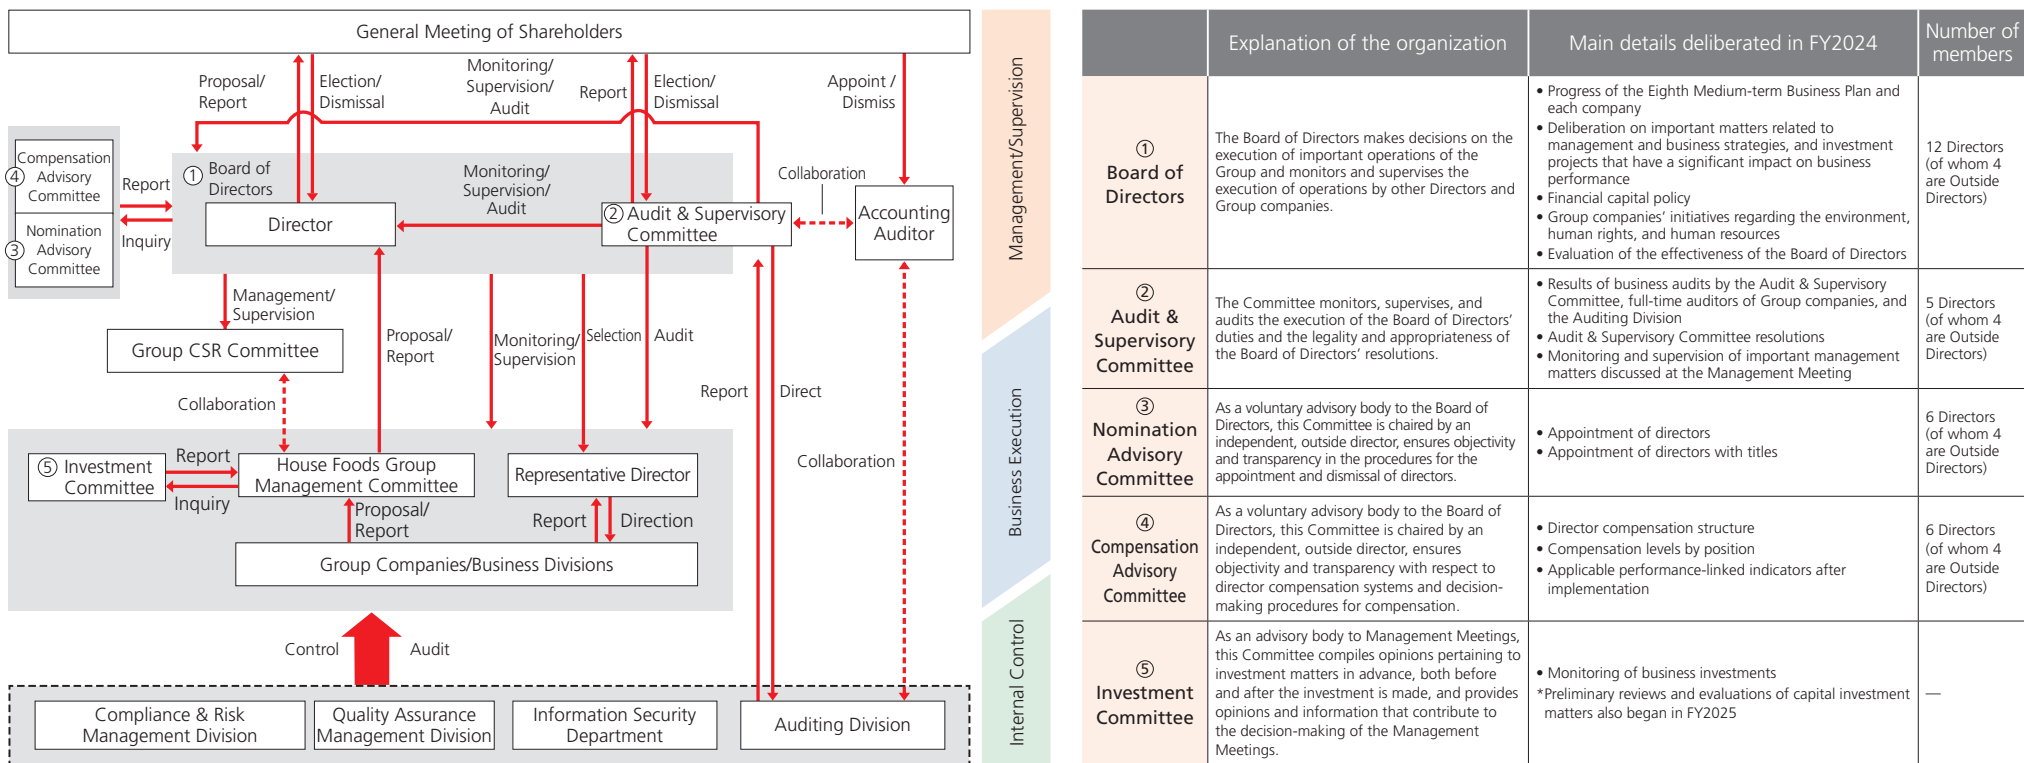 General Meeting of Shareholders
Proposal/
Report
Election/
Dismissal
Monitoring/
Supervision/
Audit
Report
Election/
Dismissal
Appoint /
Dismiss
④
Compensation
Advisory
Committee
③
Nomination
Advisory
Committee
Report
Inquiry
① Board of
Directors
Monitoring/
Supervision/
Audit
Director
② Audit & Supervisory
Committee
Collaboration
Accounting
Auditor
Management/
Supervision
Group CSR Committee
Collaboration
Proposal/
Report
Monitoring/
Supervision
Selection
Audit
Report
Direct
Collaboration
⑤ Investment
Committee
Report
Inquiry
House Foods Group
Management Committee
Representative Director
Proposal/
Report
Report
Direction
Group Companies/Business Divisions
Control
Audit
Compliance & Risk
Management Division
Quality Assurance
Management Division
Information Security
Department
Auditing Division
Management/Supervision
Business Execution
Internal Control
Explanation of the organization
Main details deliberated in FY2024
Number of
members
①
Board of
Directors
The Board of Directors makes decisions on the
execution of important operations of the
Group and monitors and supervises the
execution of operations by other Directors and
Group companies.
• Progress of the Eighth Medium-term Business Plan and
each company
• Deliberation on important matters related to
management and business strategies, and investment
projects that have a significant impact on business
performance
• Financial capital policy
• Group companies’ initiatives regarding the environment,
human rights, and human resources
• Evaluation of the effectiveness of the Board of Directors
12 Directors
(of whom 4
are Outside
Directors)
②
Audit &
Supervisory
Committee
The Committee monitors, supervises, and
audits the execution of the Board of Directors’
duties and the legality and appropriateness of
the Board of Directors’ resolutions.
• Results of business audits by the Audit & Supervisory
Committee, full-time auditors of Group companies, and
the Auditing Division
• Audit & Supervisory Committee resolutions
• Monitoring and supervision of important management
matters discussed at the Management Meeting
5 Directors
(of whom 4
are Outside
Directors)
③
Nomination
Advisory
Committee
As a voluntary advisory body to the Board of
Directors, this Committee is chaired by an
independent, outside director, ensures objectivity
and transparency in the procedures for the
appointment and dismissal of directors.
• Appointment of directors
• Appointment of directors with titles
6 Directors
(of whom 4
are Outside
Directors)
④
Compensation
Advisory
Committee
As a voluntary advisory body to the Board of
Directors, this Committee is chaired by an
independent, outside director, ensures
objectivity and transparency with respect to
director compensation systems and decision-
making procedures for compensation.
• Director compensation structure
• Compensation levels by position
• Applicable performance-linked indicators after
implementation
6 Directors
(of whom 4
are Outside
Directors)
⑤
Investment
Committee
As an advisory body to Management Meetings,
this Committee compiles opinions pertaining to
investment matters in advance, both before
and after the investment is made, and provides
opinions and information that contribute to
the decision-making of the Management
Meetings.
• Monitoring of business investments
*Preliminary reviews and evaluations of capital investment
matters also began in FY2025
—